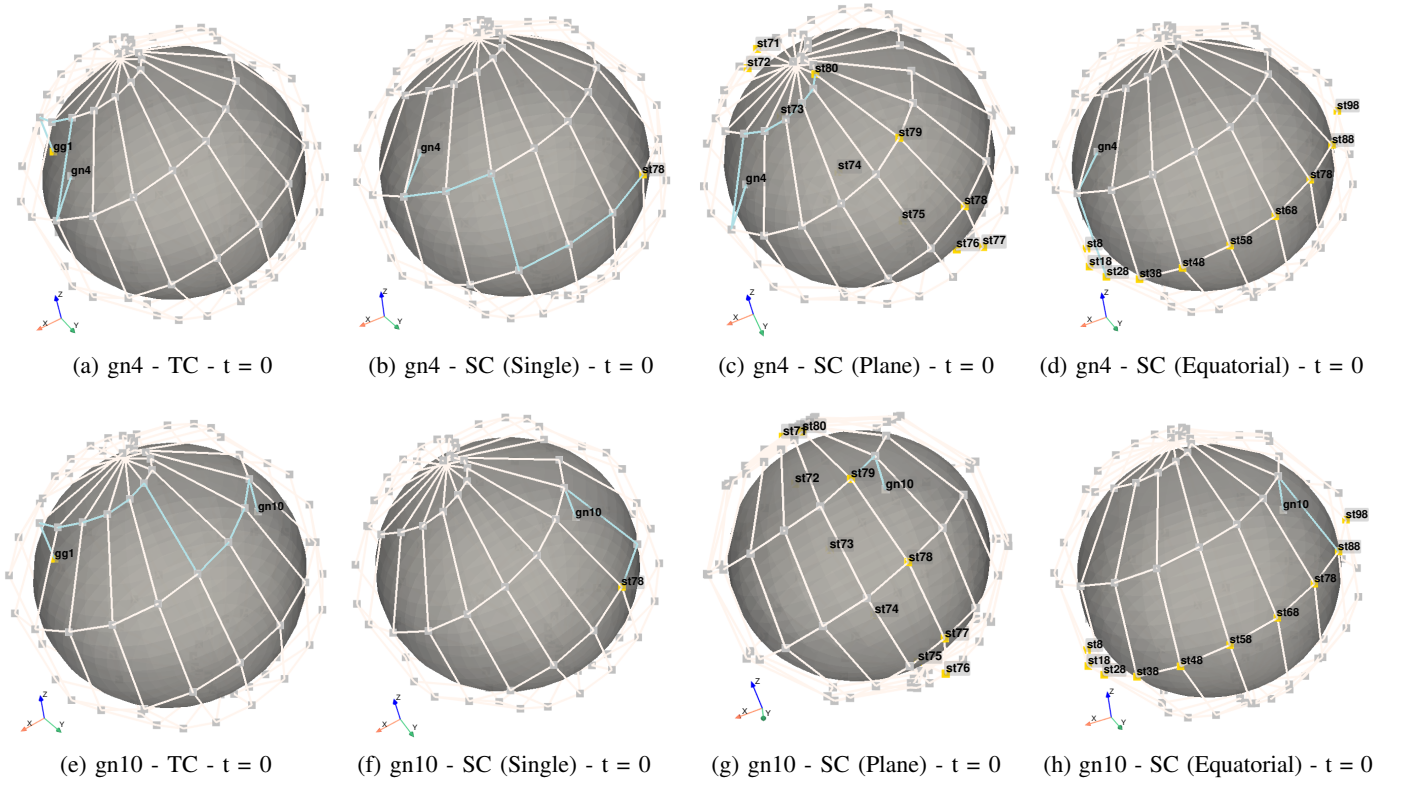 gg1
gn4
Z
X
Y
(a) gn4 - TC - t = 0
gn4
st78
Z
X
Y
(b) gn4 - SC (Single) - t = 0
st71
st72
st80
st73
st79
st74
gn4
st78
st75
st76
st77
Z
X
Y
(c) gn4 - SC (Plane) - t = 0
st98
st88
gn4
st78
st68
st58
st8
st18
st28
st38
st48
Z
X
Y
(d) gn4 - SC (Equatorial) - t = 0
gn10
gg1
Z
X
Y
(e) gn10 - TC - t = 0
gn10
st78
Z
X
Y
(f) gn10 - SC (Single) - t = 0
st71
st80
st72
st79
gn10
st73
st78
st74
st77
st75
st76
Z
X
Y
(g) gn10 - SC (Plane) - t = 0
gn10
st98
st88
st78
st68
st58
st8
st18
st28
st38
st48
Z
X
Y
(h) gn10 - SC (Equatorial) - t = 0